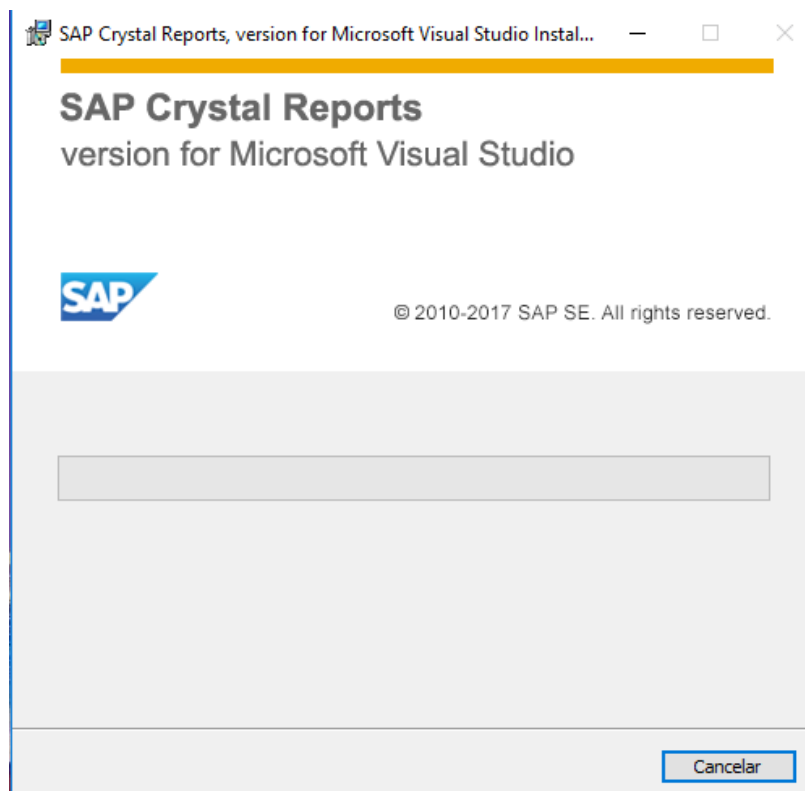 SAP Crystal Reports, version for Microsoft Visual Studio Instal...
SAP Crystal Reports
version for Microsoft Visual Studio
SAP
© 2010-2017 SAP SE. All rights reserved.
Cancelar